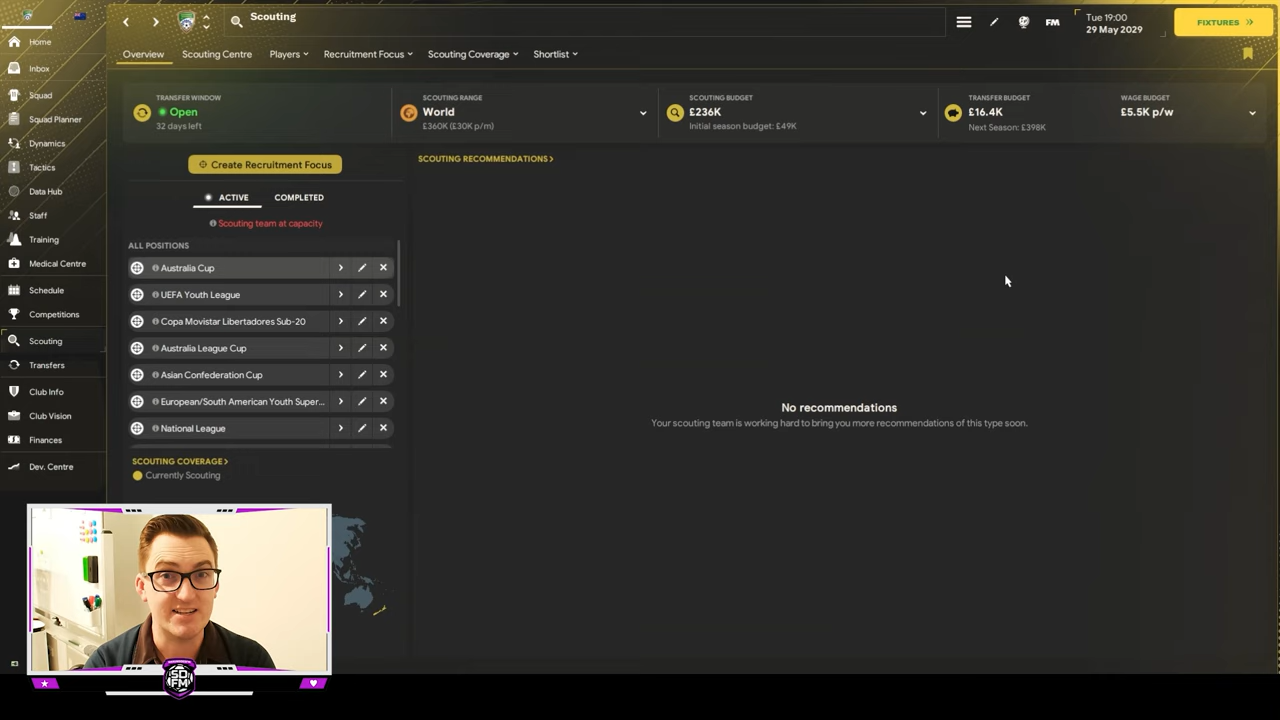 Scouting
FM
Tue 19:00
29 May 2029
FIXTURES
Home
Inbox
Squad
Squad Planner
Dynamics
Tactics
Data Hub
Staff
Training
Medical Centre
Schedule
Competitions
Scouting
Transfers
Club Info
Club Vision
Finances
Dev. Centre
Overview
Scouting Centre
Players
Recruitment Focus
Scouting Coverage
Shortlist
TRANSFER WINDOW
Open
32 days left
SCOUTING RANGE
World
£360K (£30K p/m)
SCOUTING BUDGET
£236K
Initial season budget: £49K
TRANSFER BUDGET
£16.4K
Next Season: £398K
WAGE BUDGET
£5.5K p/w
Create Recruitment Focus
ACTIVE
COMPLETED
Scouting team at capacity
ALL POSITIONS
Australia Cup
UEFA Youth League
Copa Movistar Libertadores Sub-20
Australia League Cup
Asian Confederation Cup
European/South American Youth Super...
National League
SCOUTING COVERAGE >
Currently Scouting
SCOUTING RECOMMENDATIONS >
No recommendations
Your scouting team is working hard to bring you more recommendations of this type soon.
SD
FM